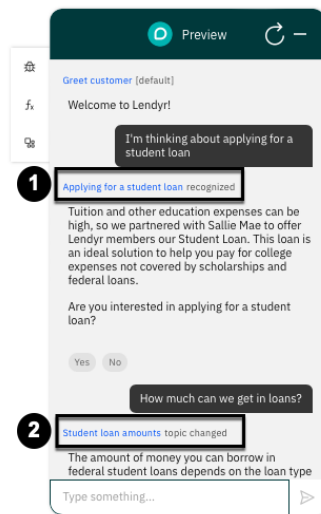 Preview
Greet customer [default]
fx
Welcome to Lendyr!
I'm thinking about applying for a
student loan
1
Applying for a student loan recognized
Tuition and other education expenses can be
high, so we partnered with Sallie Mae to offer
Lendyr members our Student Loan. This loan is
an ideal solution to help you pay for college
expenses not covered by scholarships and
federal loans.
Are you interested in applying for a student
loan?
Yes No
How much can we get in loans?
2
Student loan amounts topic changed
The amount of money you can borrow in
federal student loans depends on the loan type
Type something...